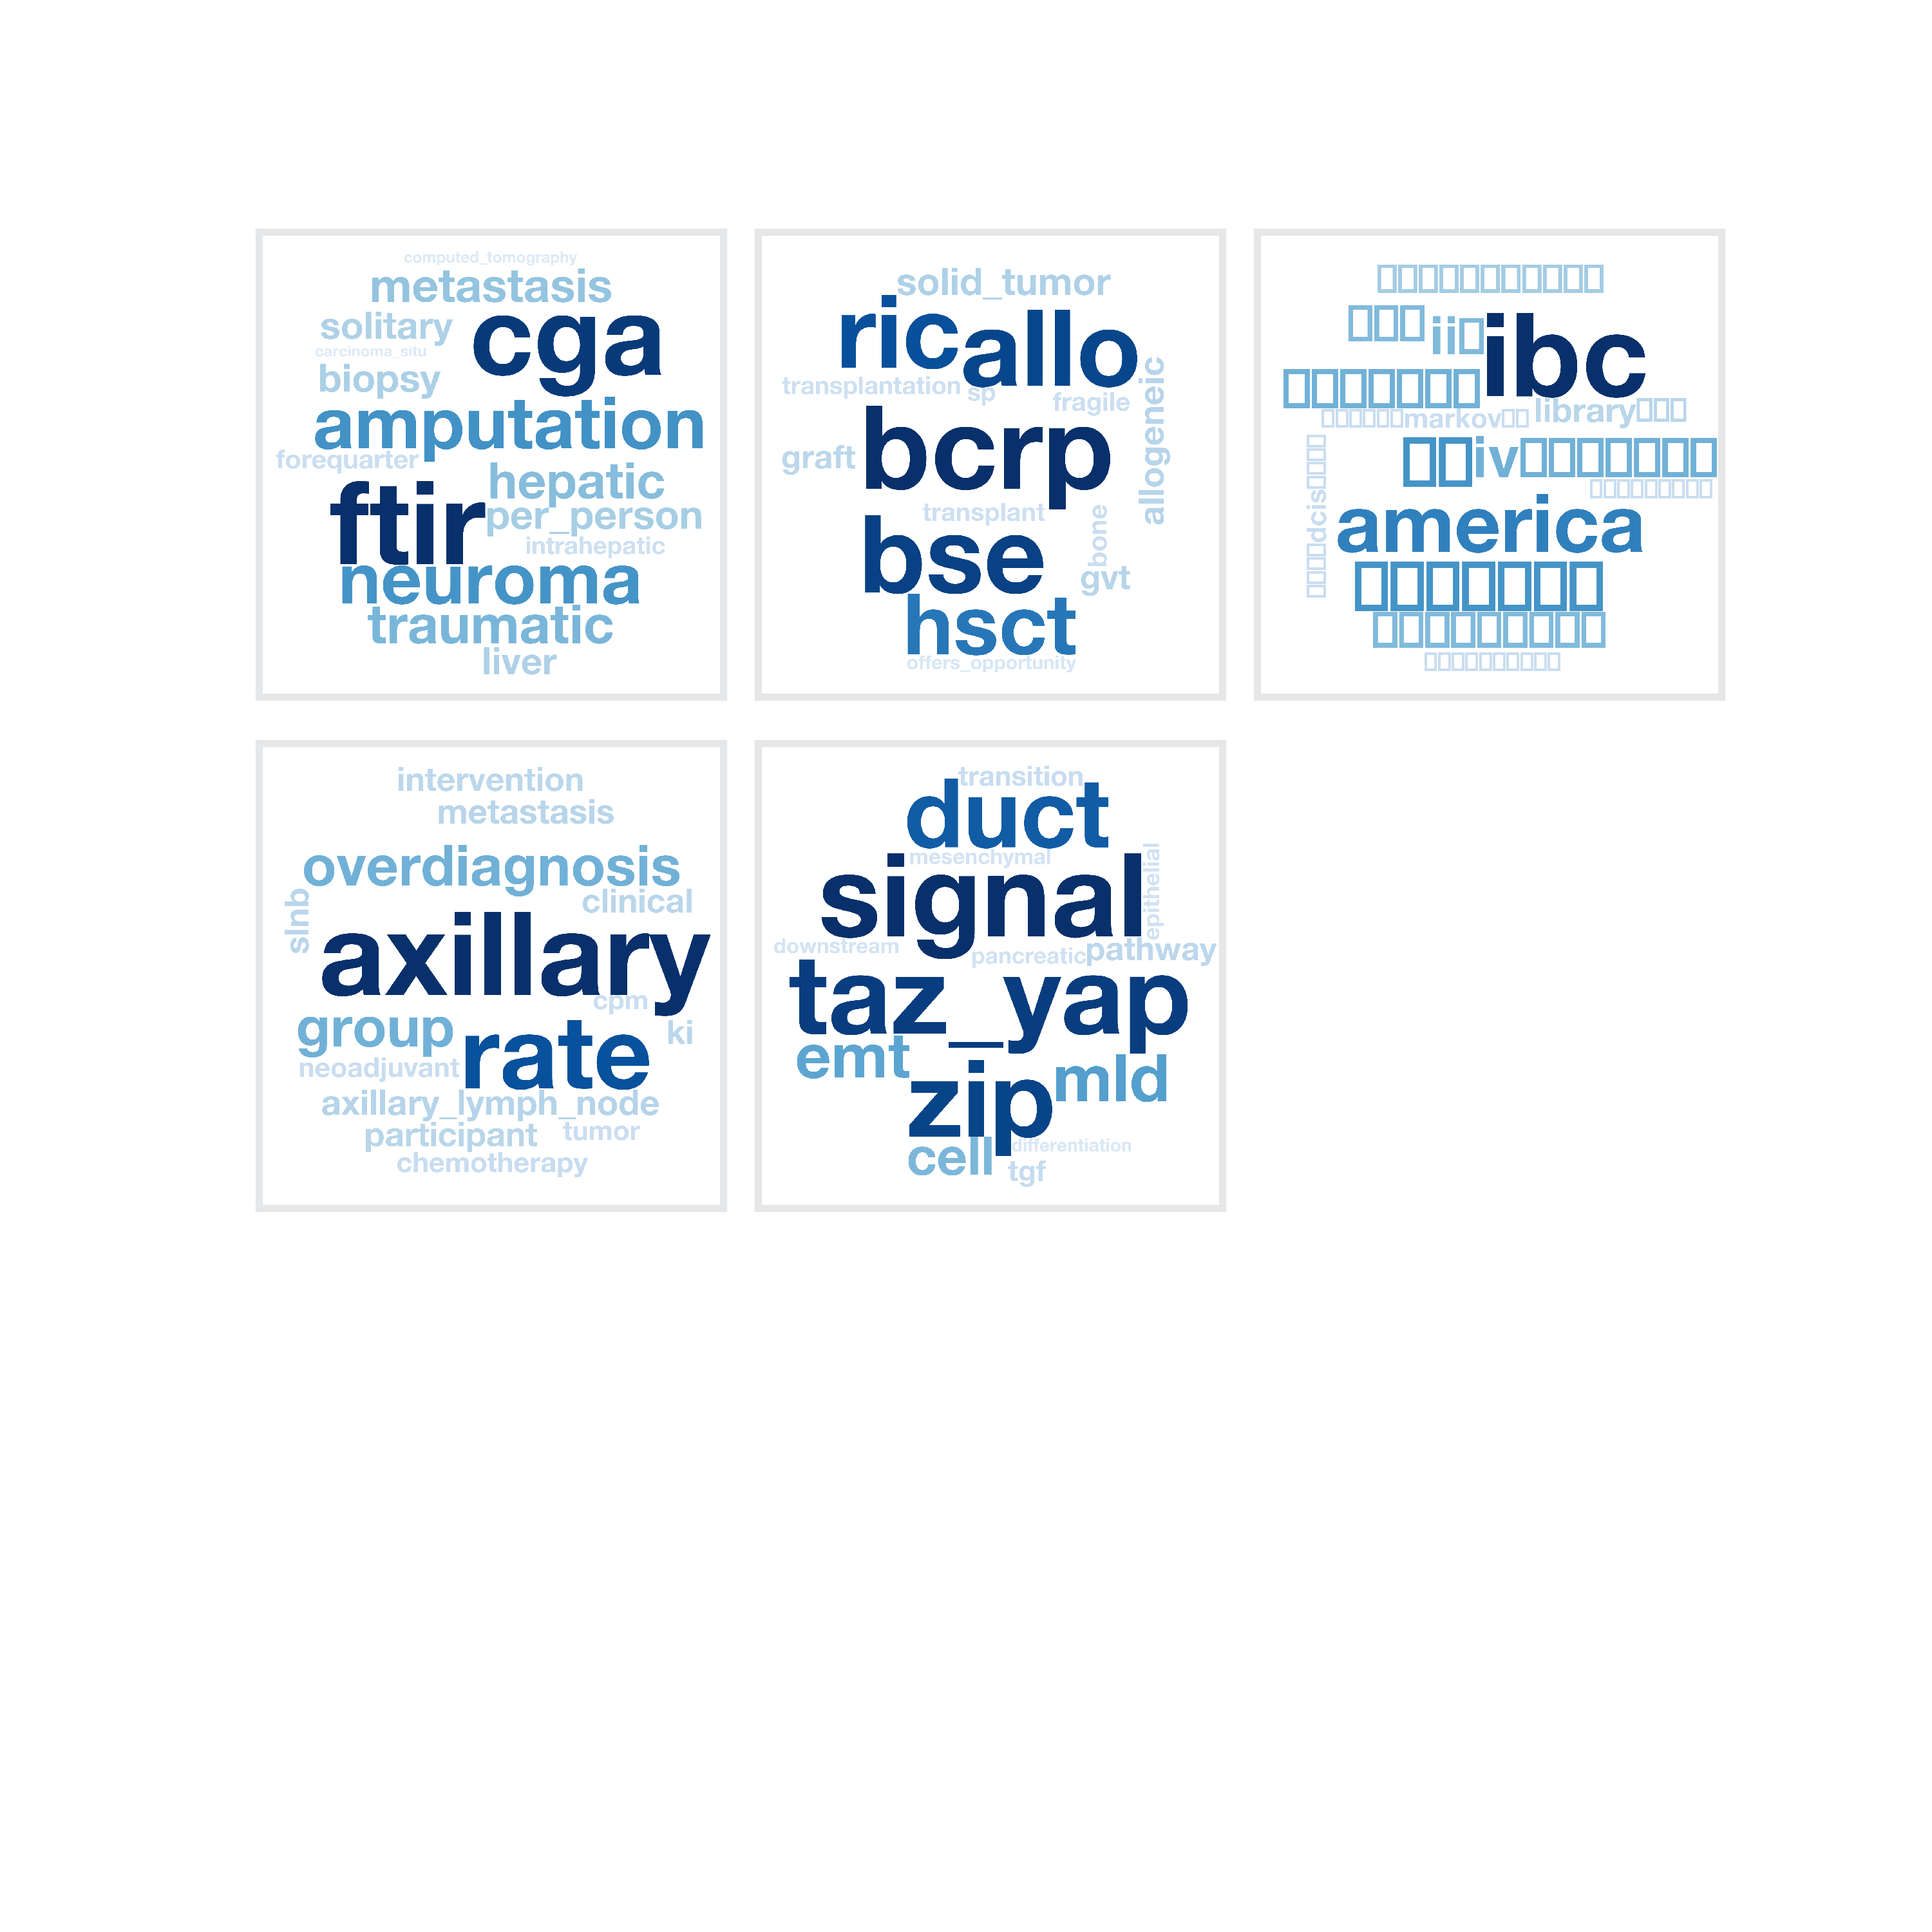 computed_tomography
metastasis
solitary
cga
carcinoma_situ
biopsy
amputation
forequarter
hepatic
ftir
per_person
intrahepatic
neuroma
traumatic
liver
solid_tumor
ric
allo
transplantation
sp
fragile
allogeneic
graft
bcrp
transplant
bone
bse
gvt
hsct
offers_opportunity
ii
ibc
library
markov
iv
dcis
america
intervention
metastasis
overdiagnosis
slnb
clinical
axillary
cpm
group
rate
ki
neoadjuvant
axillary_lymph_node
participant
tumor
chemotherapy
transition
duct
mesenchymal
epithelial
signal
downstream
pancreatic
pathway
taz_yap
emt
zip
mld
cell
differentiation
tgf